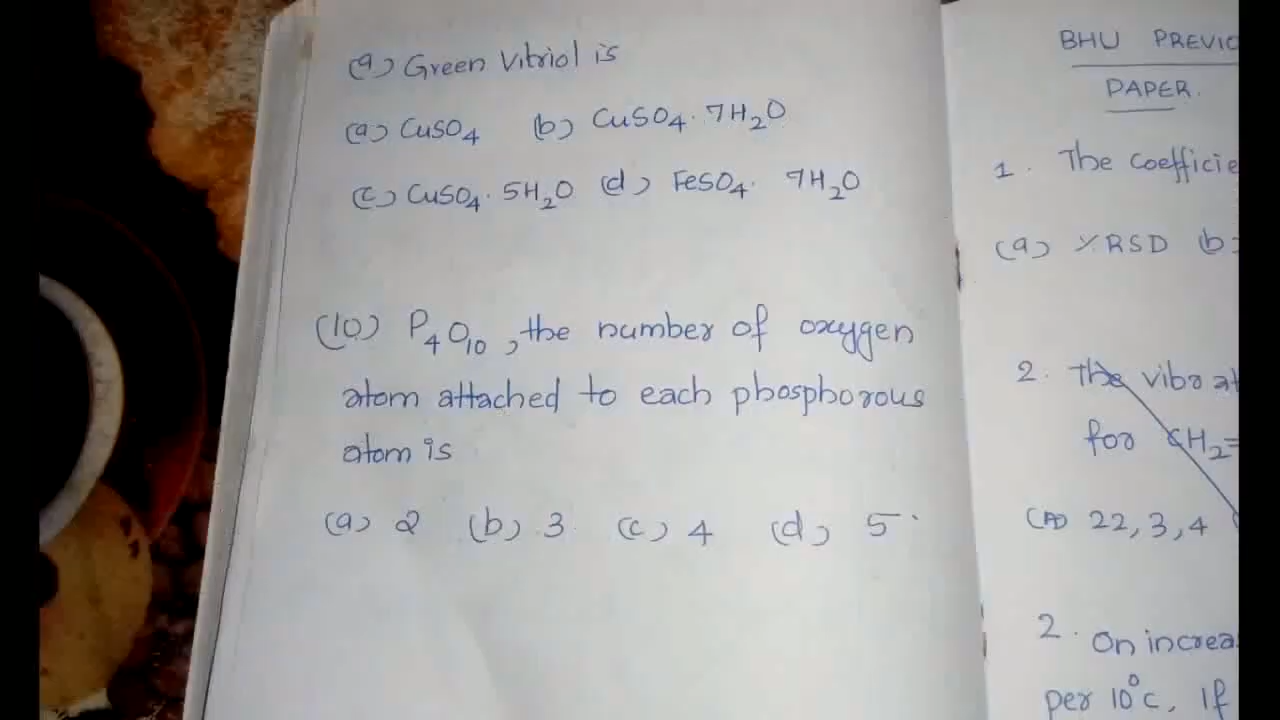 (9) Green Vitriol is
(a) CuSO4 (b) CuSO4. 7H2O
(c) CuSO4. 5H2O (d) FeSO4. 7H2O
(10) P4O10, the number of oxygen
atom attached to each phosphorous
atom is
(a) 2 (b) 3 (c) 4 (d) 5
BHU PREVIO
PAPER.
1. The coefficie
(a) %RSD (b)
2. The vibrat
for CH2=
(A) 22, 3, 4
2. On increa
per 10°C, If